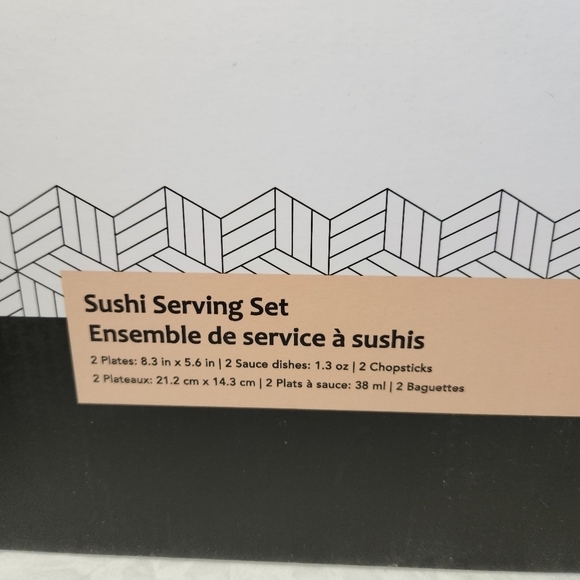 Sushi Serving Set
Ensemble de service à sushis
2 Plates: 8.3 in x 5.6 in | 2 Sauce dishes: 1.3 oz | 2 Chopsticks
2 Plateaux: 21.2 cm x 14.3 cm | 2 Plats à sauce: 38 ml | 2 Baguettes